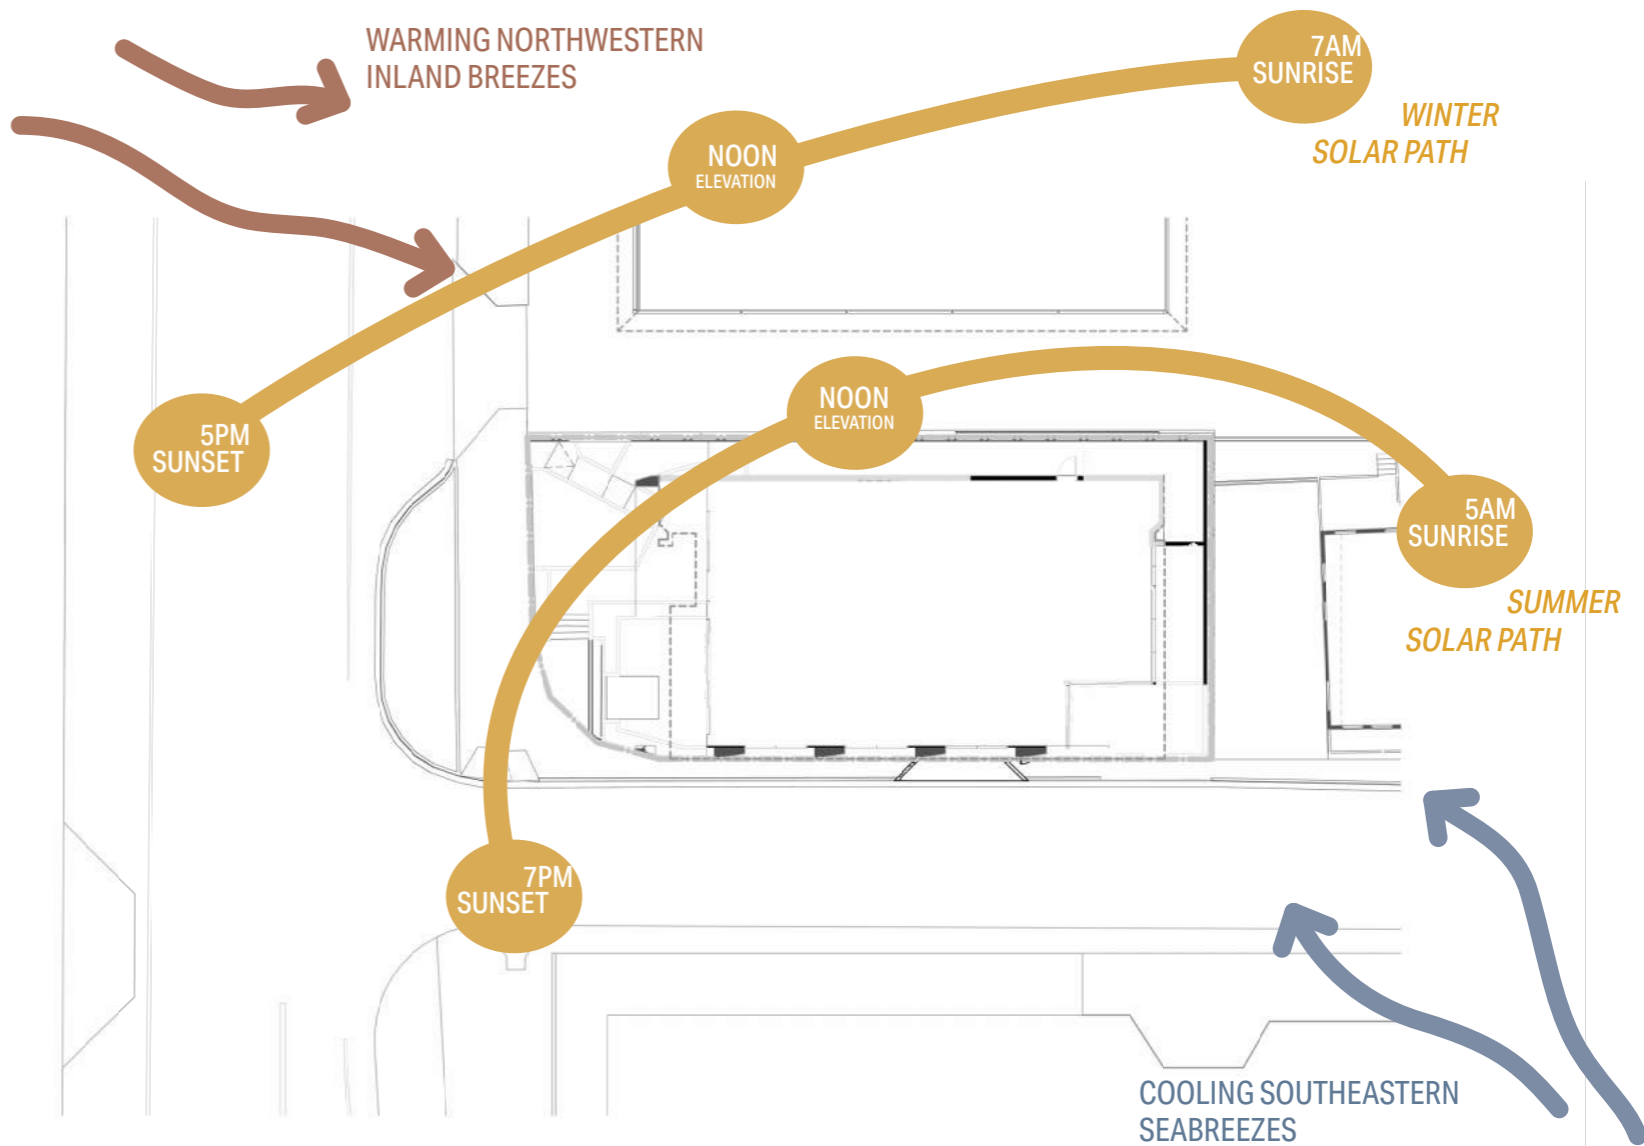 WARMING NORTHWESTERN
INLAND BREEZES
7AM
SUNRISE
WINTER
SOLAR PATH
NOON
ELEVATION
5PM
SUNSET
NOON
ELEVATION
5AM
SUNRISE
SUMMER
SOLAR PATH
7PM
SUNSET
COOLING SOUTHEASTERN
SEABREEZES